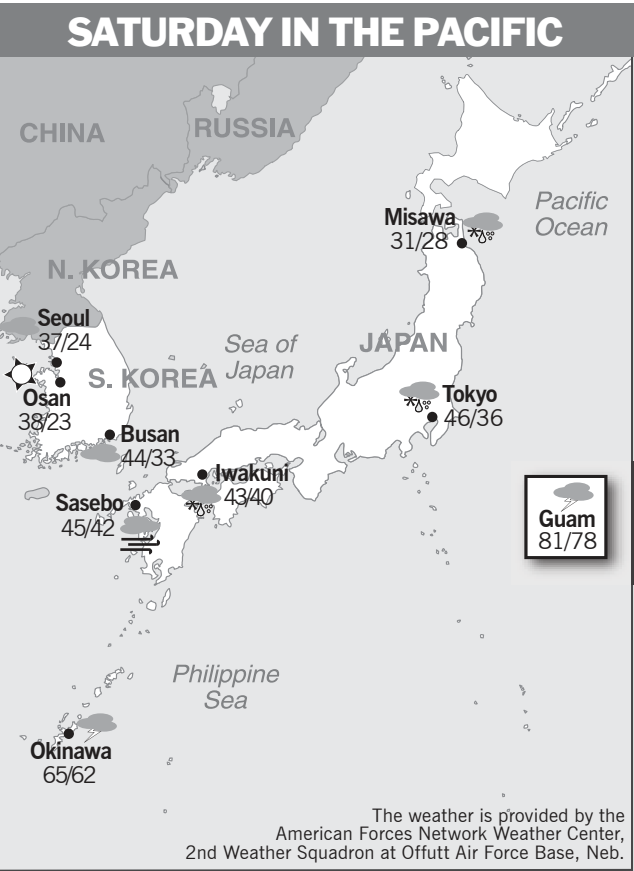 SATURDAY IN THE PACIFIC
CHINA
RUSSIA
Pacific
Ocean
Misawa
31/28
N. KOREA
Seoul
37/24
Sea of
Japan
JAPAN
S. KOREA
Osan
38/23
Tokyo
46/36
Busan
44/33
Iwakuni
43/40
Sasebo
45/42
Guam
81/78
Philippine
Sea
Okinawa
65/62
The weather is provided by the
American Forces Network Weather Center,
2nd Weather Squadron at Offutt Air Force Base, Neb.